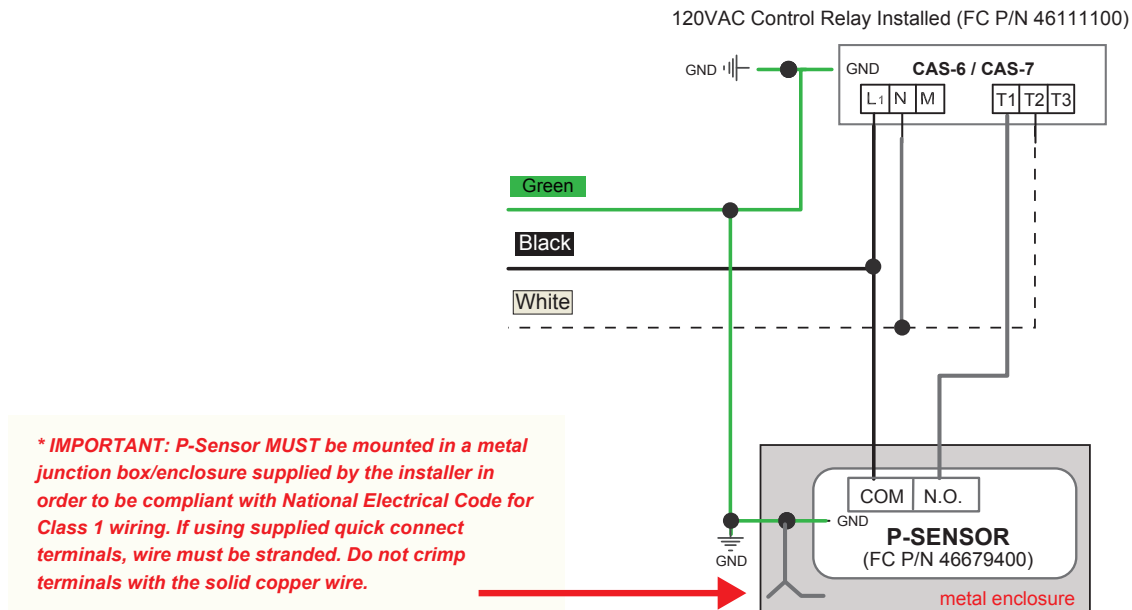 120VAC Control Relay Installed (FC P/N 46111100)
GND
GND
CAS-6 / CAS-7
L1 N M
T1 T2 T3
Green
Black
White
* IMPORTANT: P-Sensor MUST be mounted in a metal
junction box/enclosure supplied by the installer in
order to be compliant with National Electrical Code for
Class 1 wiring. If using supplied quick connect
terminals, wire must be stranded. Do not crimp
terminals with the solid copper wire.
COM N.O.
GND
P-SENSOR
(FC P/N 46679400)
GND
metal enclosure